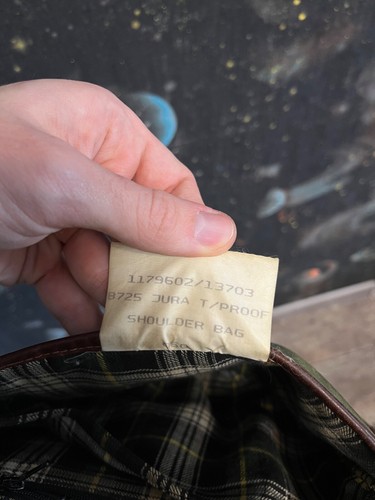 1179602/13703
8725 JURA T/PROOF
SHOULDER BAG